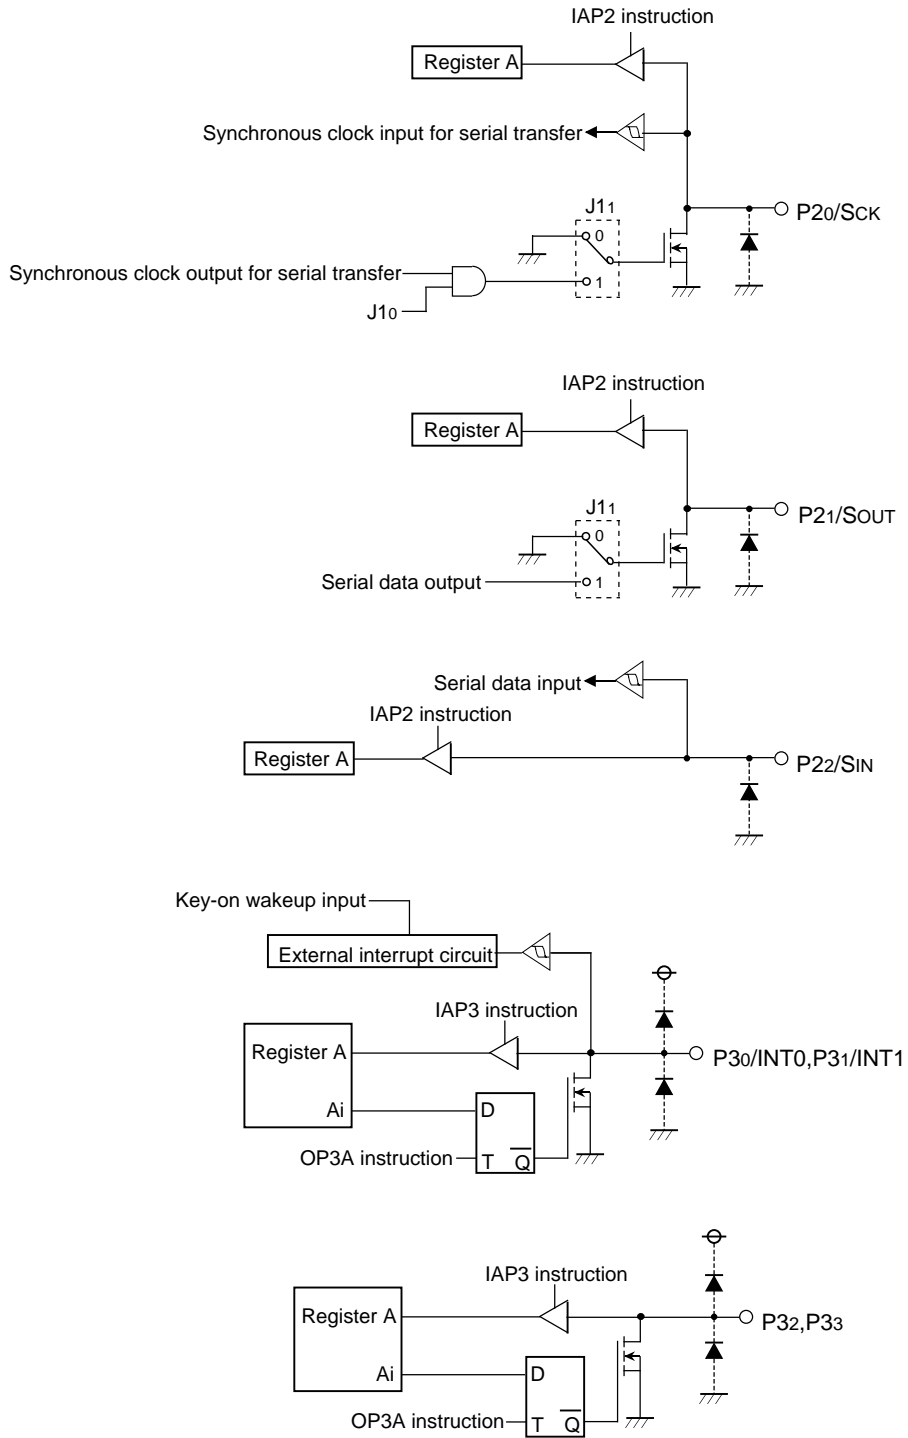 IAP2 instruction
Register A
Synchronous clock input for serial transfer
P20/SCK
J11
0
Synchronous clock output for serial transfer
1
J10
IAP2 instruction
Register A
P21/SOUT
J11
0
Serial data output
1
Serial data input
IAP2 instruction
Register A
P22/SIN
Key-on wakeup input
External interrupt circuit
IAP3 instruction
Register A
P30/INT0,P31/INT1
Ai
D
OP3A instruction
T Q
IAP3 instruction
Register A
P32,P33
Ai
D
OP3A instruction
T Q